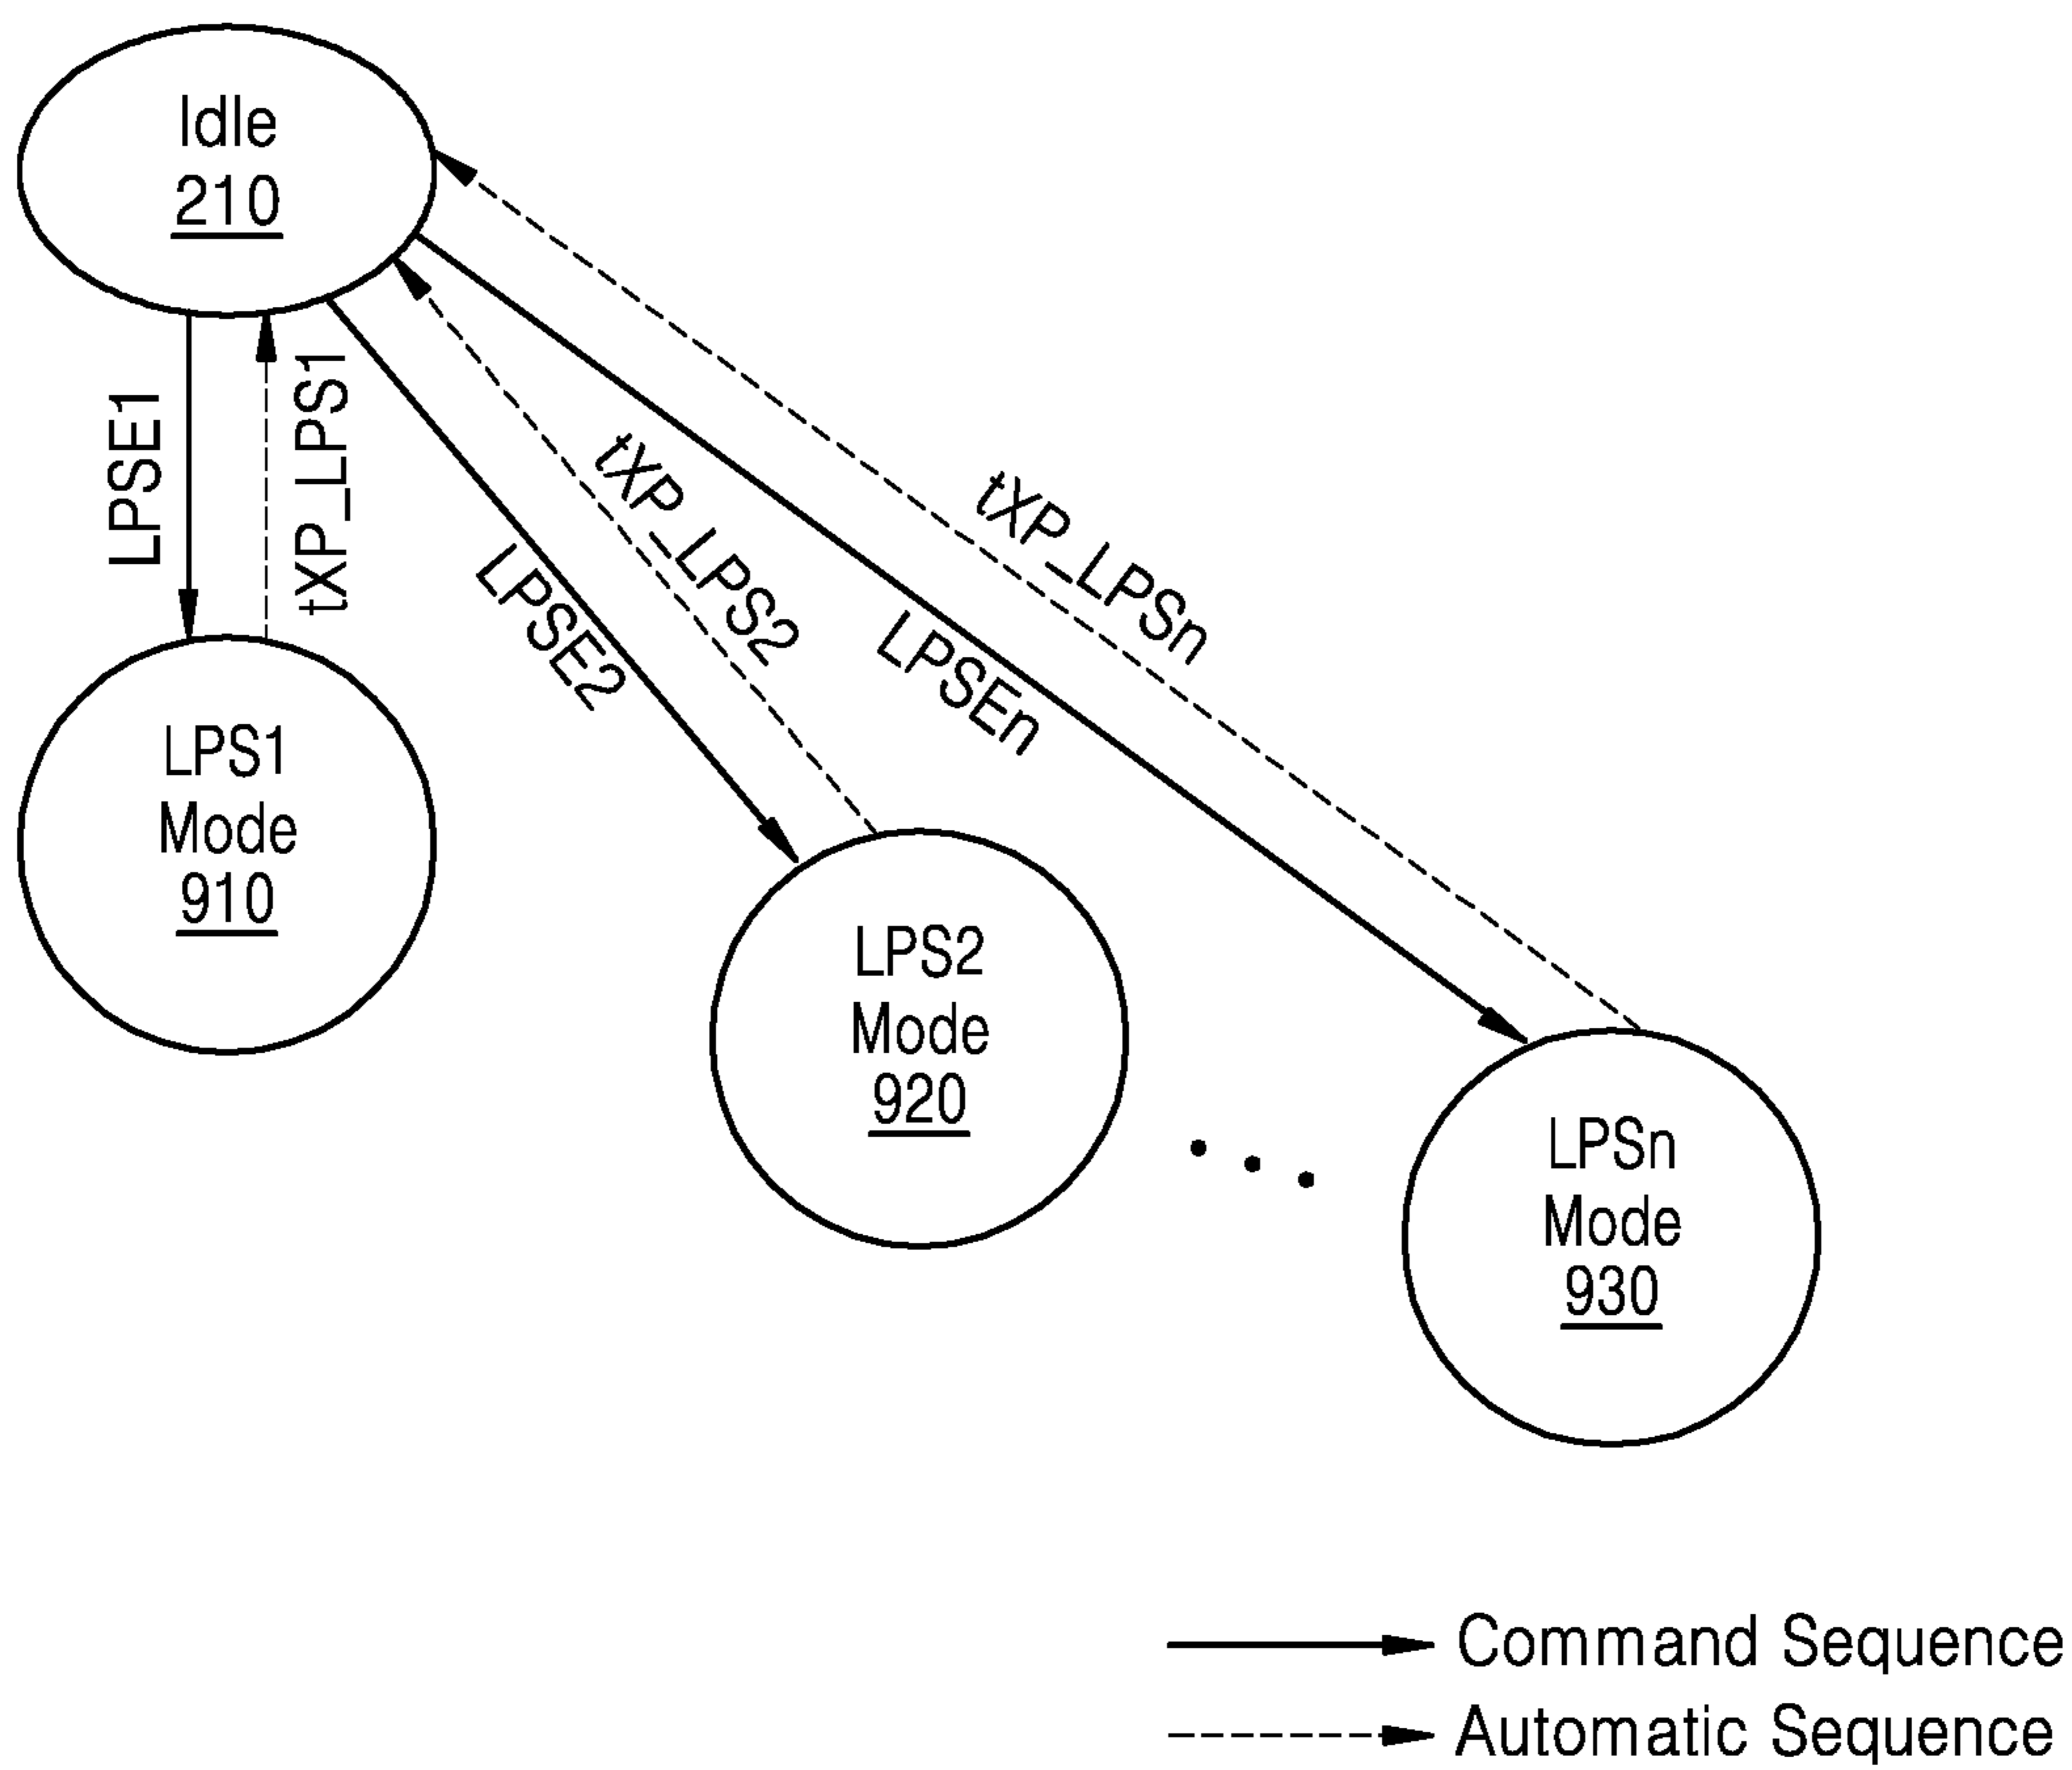 Idle
210
LPSE1
tXP_LPS1
LPSE2
tXP_LPS2
LPSEn
tXP_LPSn
LPS1
Mode
910
LPS2
Mode
920
LPSn
Mode
930
Command Sequence
Automatic Sequence